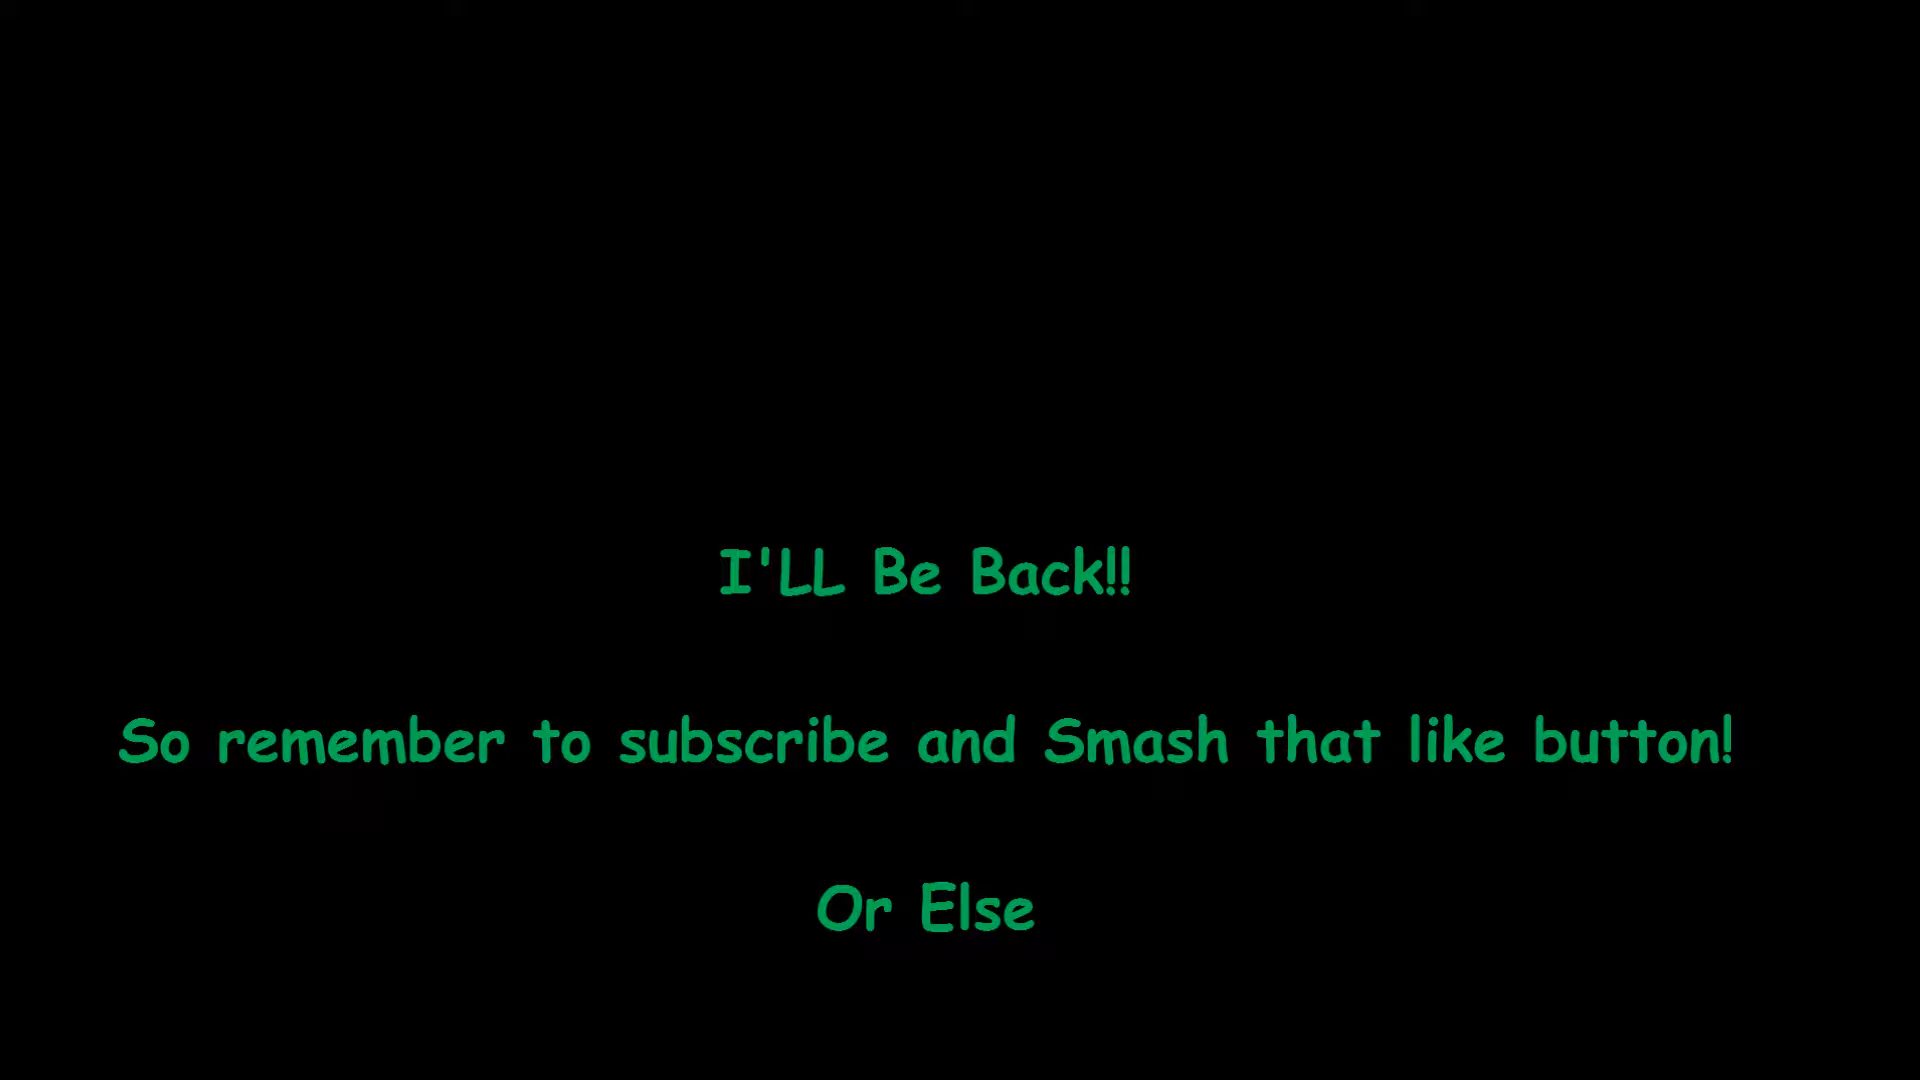 I'LL Be Back!!
So remember to subscribe and Smash that like button!
Or Else